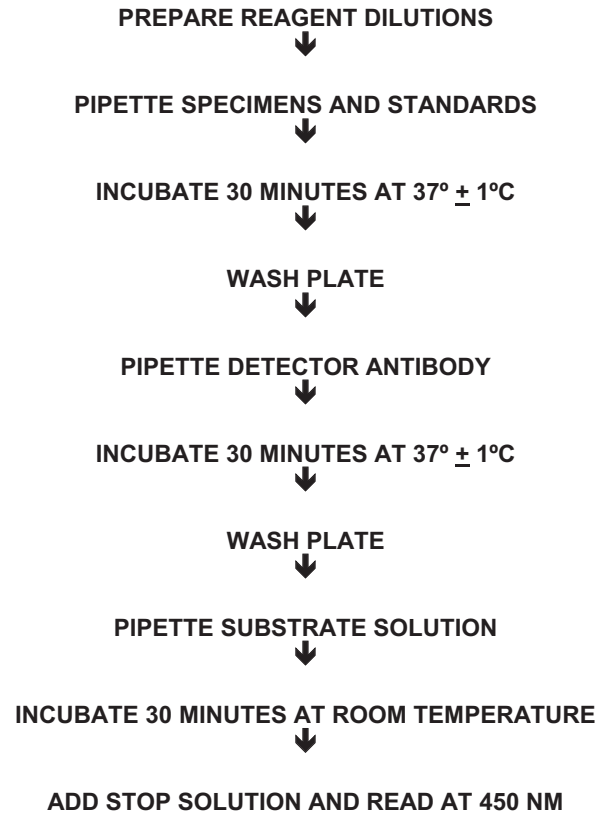 PREPARE REAGENT DILUTIONS
PIPETTE SPECIMENS AND STANDARDS
INCUBATE 30 MINUTES AT 37º ± 1ºC
WASH PLATE
PIPETTE DETECTOR ANTIBODY
INCUBATE 30 MINUTES AT 37º ± 1ºC
WASH PLATE
PIPETTE SUBSTRATE SOLUTION
INCUBATE 30 MINUTES AT ROOM TEMPERATURE
ADD STOP SOLUTION AND READ AT 450 NM